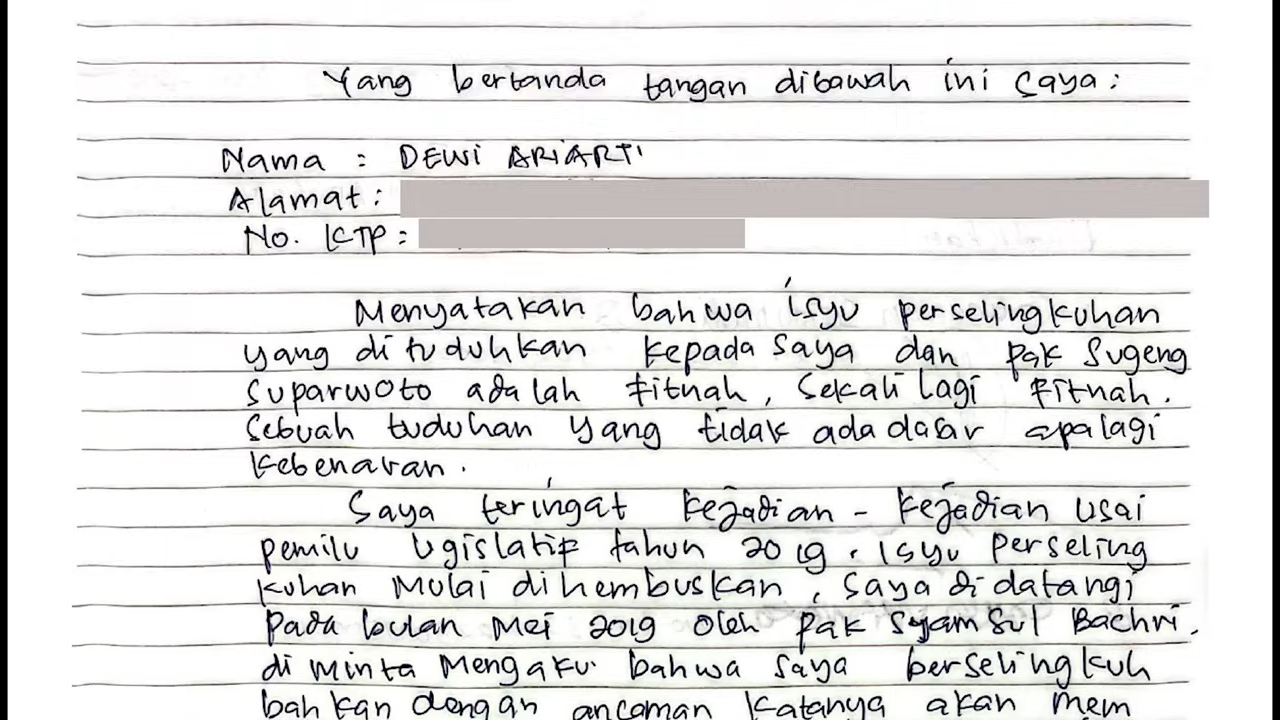 Yang bertanda tangan dibawah ini saya :
Nama : DEWI ARIARTI
Alamat :
No. KTP :
Menyatakan bahwa isyu perselingkuhan
yang dituduhkan kepada saya dan pak Sugeng
Suparwoto adalah fitnah, sekali lagi fitnah.
Sebuah tuduhan yang tidak ada dasar apalagi
kebenaran.
Saya teringat kejadian - kejadian usai
pemilu legislatif tahun 2019. Isyu perseling
kuhan mulai dihembuskan, saya di datangi
pada bulan Mei 2019 oleh pak Syamsul Bachri.
di minta mengaku bahwa saya berselingkuh
bahkan dengan ancaman katanya akan mem